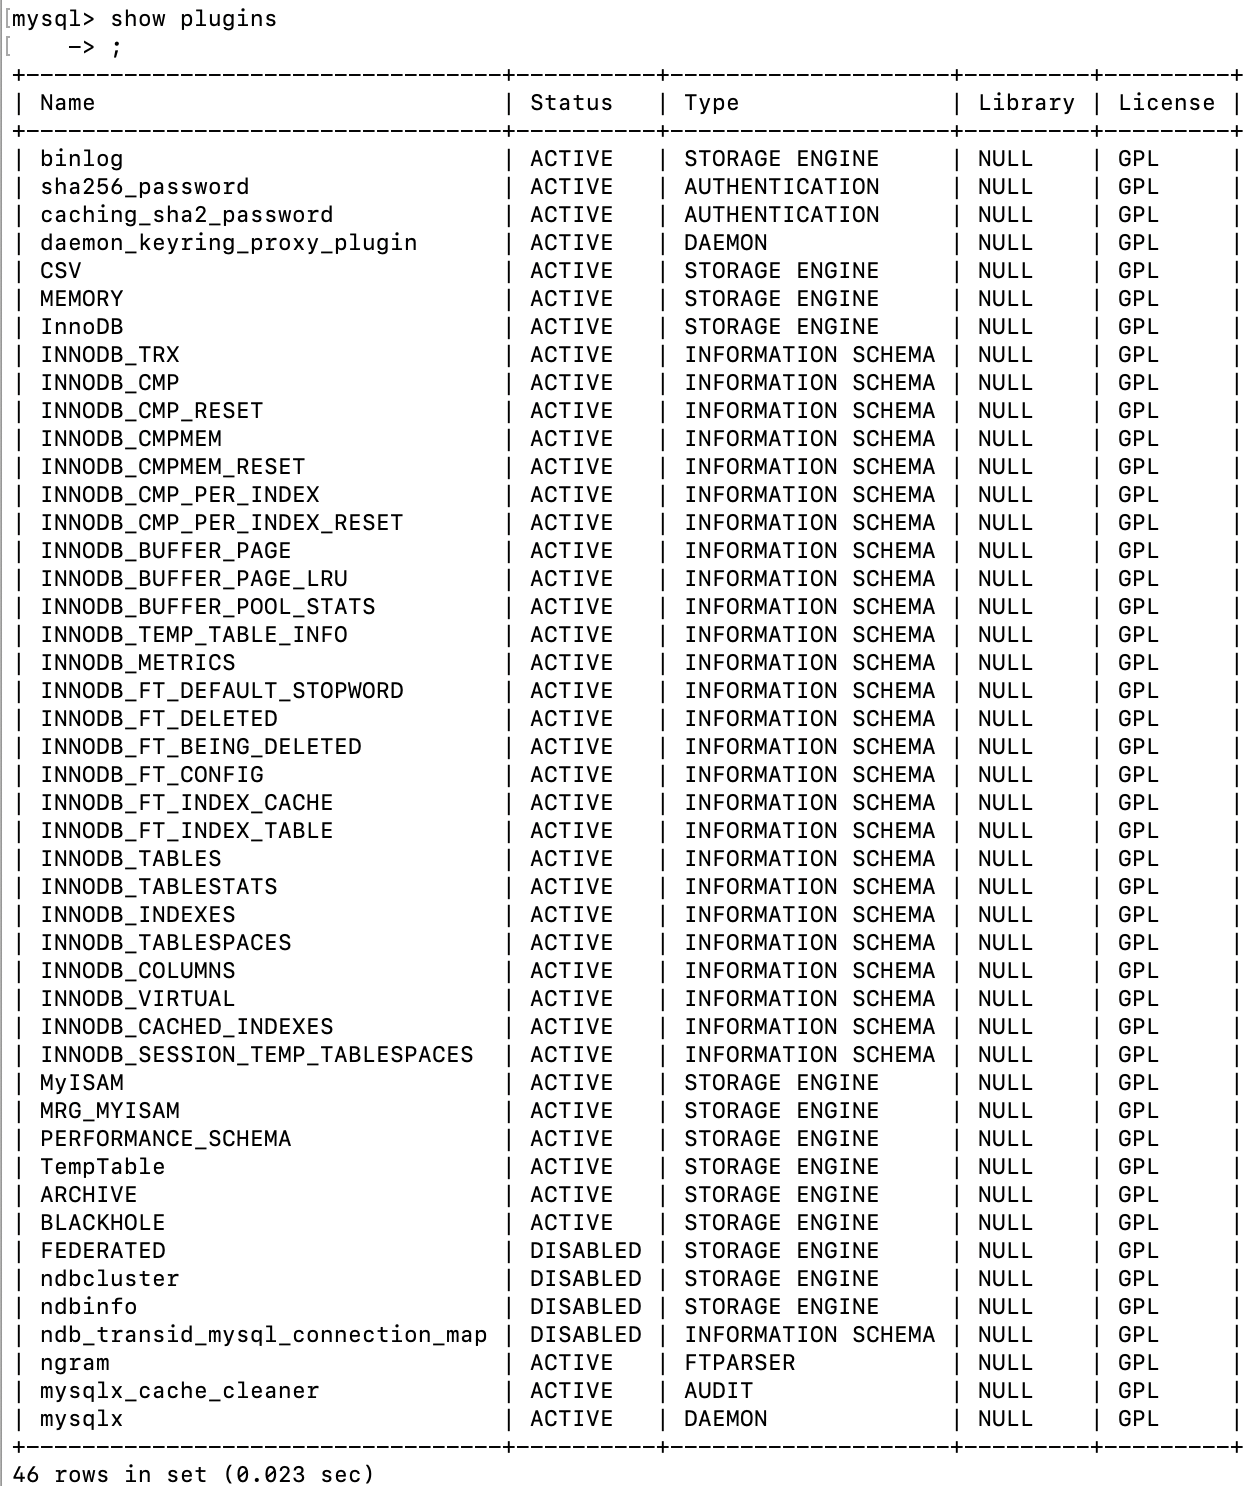 [mysql> show plugins
[    -> ;
+----------------------------------+----------+--------------------+---------+---------+
| Name                             | Status   | Type               | Library | License |
+----------------------------------+----------+--------------------+---------+---------+
| binlog                           | ACTIVE   | STORAGE ENGINE     | NULL    | GPL     |
| sha256_password                  | ACTIVE   | AUTHENTICATION     | NULL    | GPL     |
| caching_sha2_password            | ACTIVE   | AUTHENTICATION     | NULL    | GPL     |
| daemon_keyring_proxy_plugin      | ACTIVE   | DAEMON             | NULL    | GPL     |
| CSV                              | ACTIVE   | STORAGE ENGINE     | NULL    | GPL     |
| MEMORY                           | ACTIVE   | STORAGE ENGINE     | NULL    | GPL     |
| InnoDB                           | ACTIVE   | STORAGE ENGINE     | NULL    | GPL     |
| INNODB_TRX                       | ACTIVE   | INFORMATION SCHEMA | NULL    | GPL     |
| INNODB_CMP                       | ACTIVE   | INFORMATION SCHEMA | NULL    | GPL     |
| INNODB_CMP_RESET                 | ACTIVE   | INFORMATION SCHEMA | NULL    | GPL     |
| INNODB_CMPMEM                    | ACTIVE   | INFORMATION SCHEMA | NULL    | GPL     |
| INNODB_CMPMEM_RESET              | ACTIVE   | INFORMATION SCHEMA | NULL    | GPL     |
| INNODB_CMP_PER_INDEX             | ACTIVE   | INFORMATION SCHEMA | NULL    | GPL     |
| INNODB_CMP_PER_INDEX_RESET       | ACTIVE   | INFORMATION SCHEMA | NULL    | GPL     |
| INNODB_BUFFER_PAGE               | ACTIVE   | INFORMATION SCHEMA | NULL    | GPL     |
| INNODB_BUFFER_PAGE_LRU           | ACTIVE   | INFORMATION SCHEMA | NULL    | GPL     |
| INNODB_BUFFER_POOL_STATS         | ACTIVE   | INFORMATION SCHEMA | NULL    | GPL     |
| INNODB_TEMP_TABLE_INFO           | ACTIVE   | INFORMATION SCHEMA | NULL    | GPL     |
| INNODB_METRICS                   | ACTIVE   | INFORMATION SCHEMA | NULL    | GPL     |
| INNODB_FT_DEFAULT_STOPWORD       | ACTIVE   | INFORMATION SCHEMA | NULL    | GPL     |
| INNODB_FT_DELETED                | ACTIVE   | INFORMATION SCHEMA | NULL    | GPL     |
| INNODB_FT_BEING_DELETED          | ACTIVE   | INFORMATION SCHEMA | NULL    | GPL     |
| INNODB_FT_CONFIG                 | ACTIVE   | INFORMATION SCHEMA | NULL    | GPL     |
| INNODB_FT_INDEX_CACHE            | ACTIVE   | INFORMATION SCHEMA | NULL    | GPL     |
| INNODB_FT_INDEX_TABLE            | ACTIVE   | INFORMATION SCHEMA | NULL    | GPL     |
| INNODB_TABLES                    | ACTIVE   | INFORMATION SCHEMA | NULL    | GPL     |
| INNODB_TABLESTATS                | ACTIVE   | INFORMATION SCHEMA | NULL    | GPL     |
| INNODB_INDEXES                   | ACTIVE   | INFORMATION SCHEMA | NULL    | GPL     |
| INNODB_TABLESPACES               | ACTIVE   | INFORMATION SCHEMA | NULL    | GPL     |
| INNODB_COLUMNS                   | ACTIVE   | INFORMATION SCHEMA | NULL    | GPL     |
| INNODB_VIRTUAL                   | ACTIVE   | INFORMATION SCHEMA | NULL    | GPL     |
| INNODB_CACHED_INDEXES            | ACTIVE   | INFORMATION SCHEMA | NULL    | GPL     |
| INNODB_SESSION_TEMP_TABLESPACES  | ACTIVE   | INFORMATION SCHEMA | NULL    | GPL     |
| MyISAM                           | ACTIVE   | STORAGE ENGINE     | NULL    | GPL     |
| MRG_MYISAM                       | ACTIVE   | STORAGE ENGINE     | NULL    | GPL     |
| PERFORMANCE_SCHEMA               | ACTIVE   | STORAGE ENGINE     | NULL    | GPL     |
| TempTable                        | ACTIVE   | STORAGE ENGINE     | NULL    | GPL     |
| ARCHIVE                          | ACTIVE   | STORAGE ENGINE     | NULL    | GPL     |
| BLACKHOLE                        | ACTIVE   | STORAGE ENGINE     | NULL    | GPL     |
| FEDERATED                        | DISABLED | STORAGE ENGINE     | NULL    | GPL     |
| ndbcluster                       | DISABLED | STORAGE ENGINE     | NULL    | GPL     |
| ndbinfo                          | DISABLED | STORAGE ENGINE     | NULL    | GPL     |
| ndb_transid_mysql_connection_map | DISABLED | INFORMATION SCHEMA | NULL    | GPL     |
| ngram                            | ACTIVE   | FTPARSER           | NULL    | GPL     |
| mysqlx_cache_cleaner             | ACTIVE   | AUDIT              | NULL    | GPL     |
| mysqlx                           | ACTIVE   | DAEMON             | NULL    | GPL     |
+----------------------------------+----------+--------------------+---------+---------+
46 rows in set (0.023 sec)